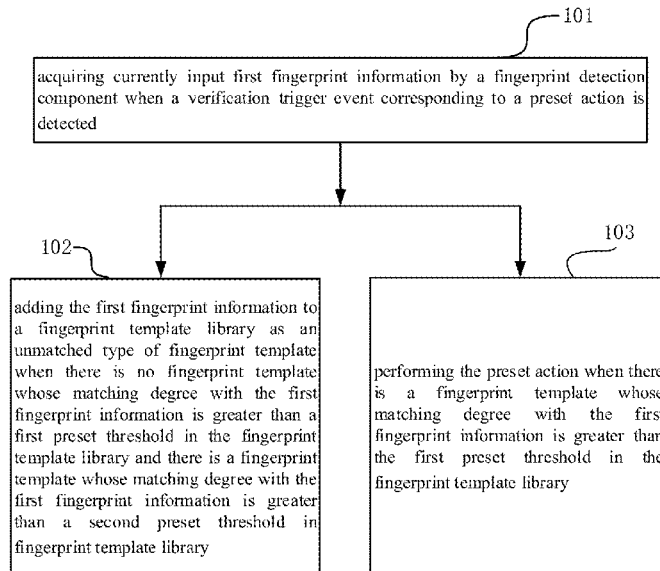 101
acquiring currently input first fingerprint information by a fingerprint detection
component when a verification trigger event corresponding to a preset action is
detected
102
adding the first fingerprint information to
a fingerprint template library as an
unmatched type of fingerprint template
when there is no fingerprint template
whose matching degree with the first
fingerprint information is greater than a
first preset threshold in the fingerprint
template library and there is a fingerprint
template whose matching degree with the
first fingerprint information is greater
than a second preset threshold in
fingerprint template library
103
performing the preset action when there
is a fingerprint template whose
matching degree with the first
fingerprint information is greater than
the first preset threshold in the
fingerprint template library